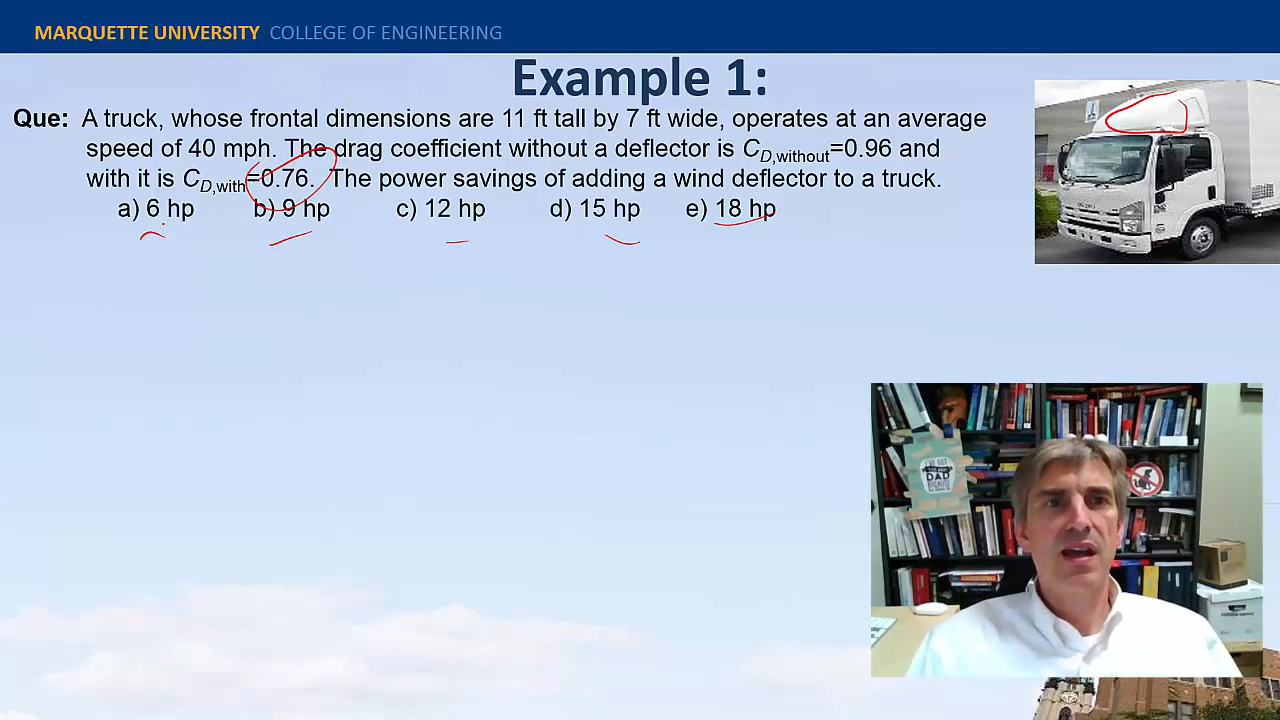 MARQUETTE UNIVERSITY COLLEGE OF ENGINEERING
Example 1:
Que: A truck, whose frontal dimensions are 11 ft tall by 7 ft wide, operates at an average
speed of 40 mph. The drag coefficient without a deflector is CD,without=0.96 and
with it is CD,with=0.76. The power savings of adding a wind deflector to a truck.
a) 6 hp b) 9 hp c) 12 hp d) 15 hp e) 18 hp
DAD